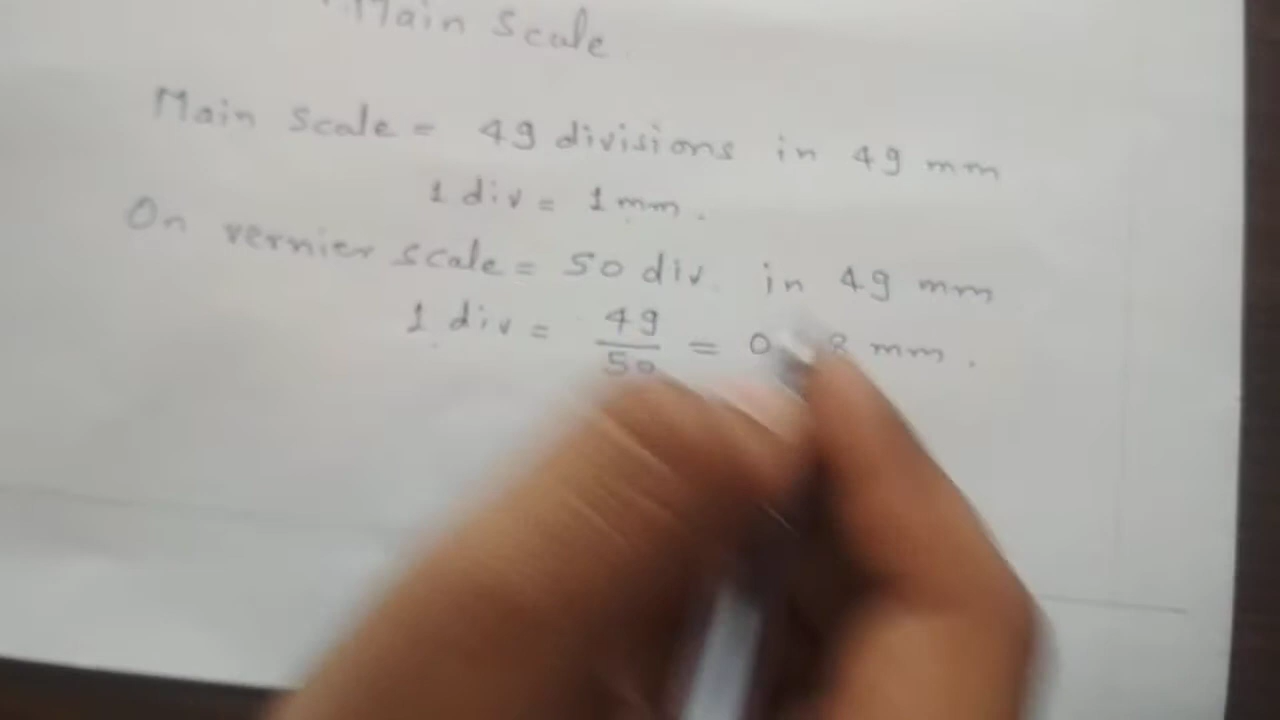 Main Scale
Main Scale = 49 divisions in 49 mm
1 div = 1 mm.
On vernier scale = 50 div. in 49 mm
1 div = 49/50 = 0 8 mm.